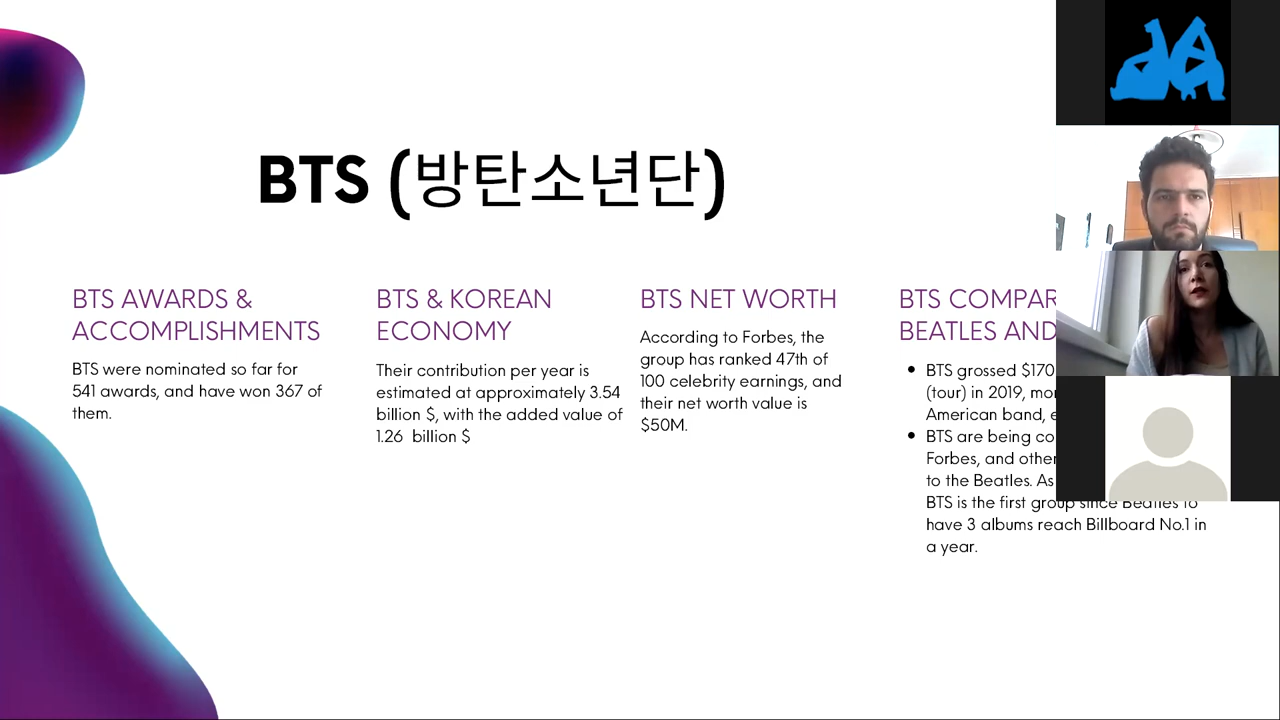 BTS (방탄소년단)
BTS AWARDS &
ACCOMPLISHMENTS
BTS were nominated so far for
541 awards, and have won 367 of
them.
BTS & KOREAN
ECONOMY
Their contribution per year is
estimated at approximately 3.54
billion $, with the added value of
1.26 billion $
BTS NET WORTH
According to Forbes, the
group has ranked 47th of
100 celebrity earnings, and
their net worth value is
$50M.
BTS
BEATLES AND
BTS grossed $170
(tour) in 2019,
American band,
BTS are being
Forbes, and
to the Beatles. As
BTS is the first group since Beatles to
have 3 albums reach Billboard No.1 in
a year.